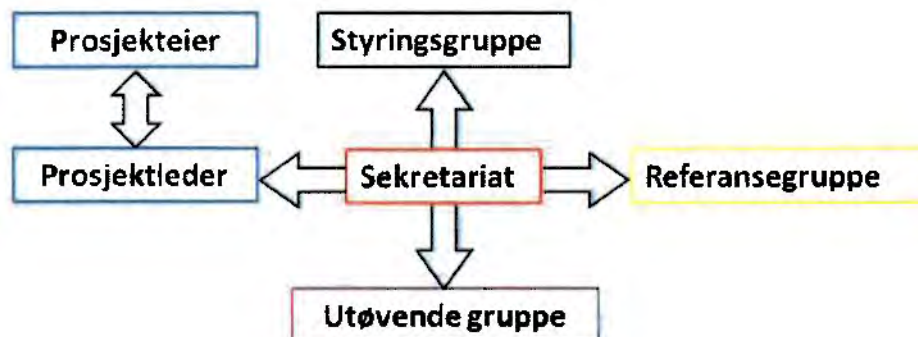 Prosjekteier
Styringsgruppe
Prosjektleder
Sekretariat
Referansegruppe
Utøvende gruppe